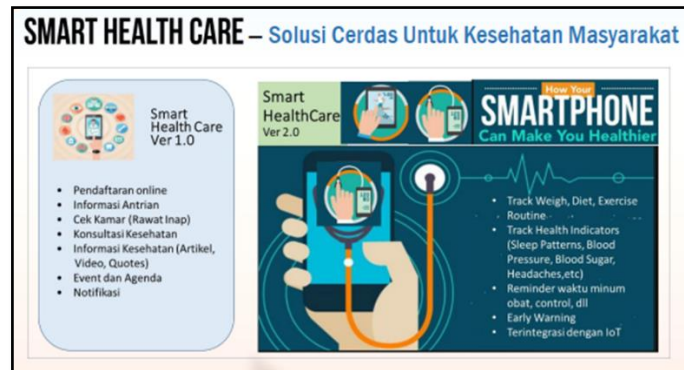 SMART HEALTH CARE – Solusi Cerdas Untuk Kesehatan Masyarakat
Smart
Health Care
Ver 1.0
• Pendaftaran online
• Informasi Antrian
• Cek Kamar (Rawat Inap)
• Konsultasi Kesehatan
• Informasi Kesehatan (Artikel,
Video, Quotes)
• Event dan Agenda
• Notifikasi
Smart
HealthCare
Ver 2.0
How Your
SMARTPHONE
Can Make You Healthier
• Track Weigh, Diet, Exercise
Routine
• Track Health Indicators
(Sleep Patterns, Blood
Pressure, Blood Sugar,
Headaches,etc)
• Reminder waktu minum
obat, control, dll
• Early Warning
• Terintegrasi dengan IoT